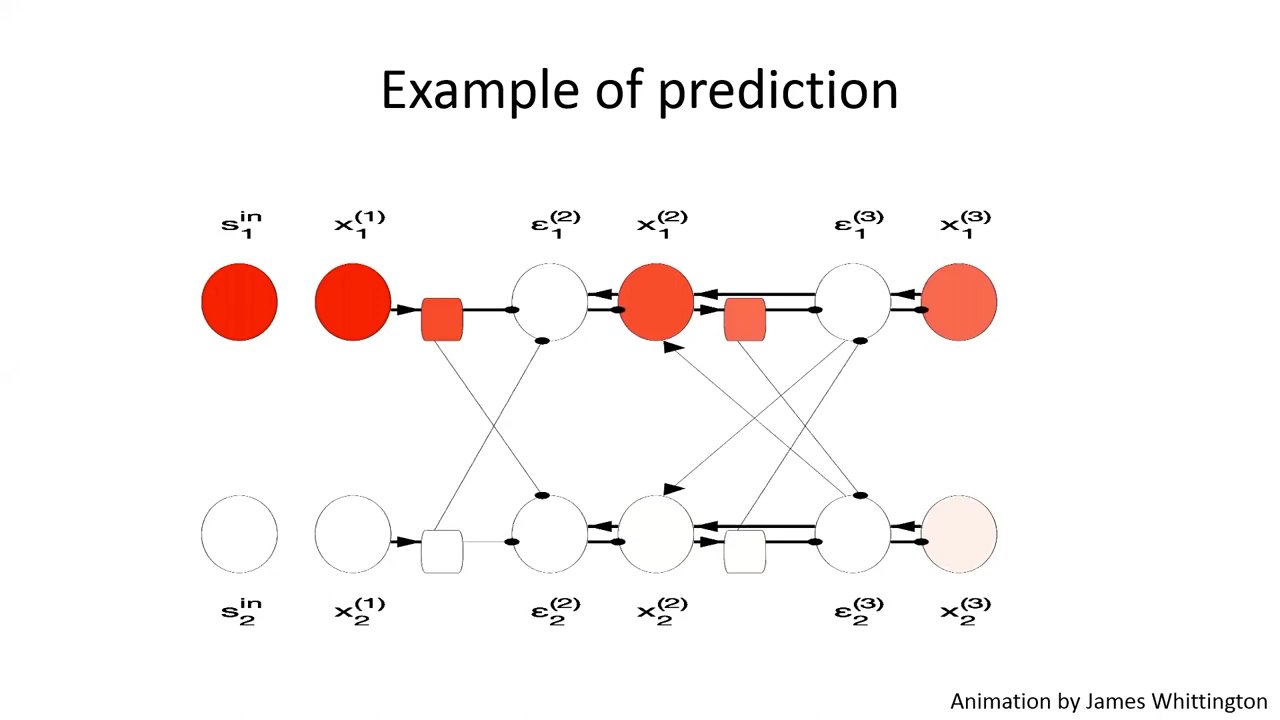 Example of prediction
s₁ⁱⁿ x₁⁽¹⁾ ε₁⁽²⁾ x₁⁽²⁾ ε₁⁽³⁾ x₁⁽³⁾
s₂ⁱⁿ x₂⁽¹⁾ ε₂⁽²⁾ x₂⁽²⁾ ε₂⁽³⁾ x₂⁽³⁾
Animation by James Whittington